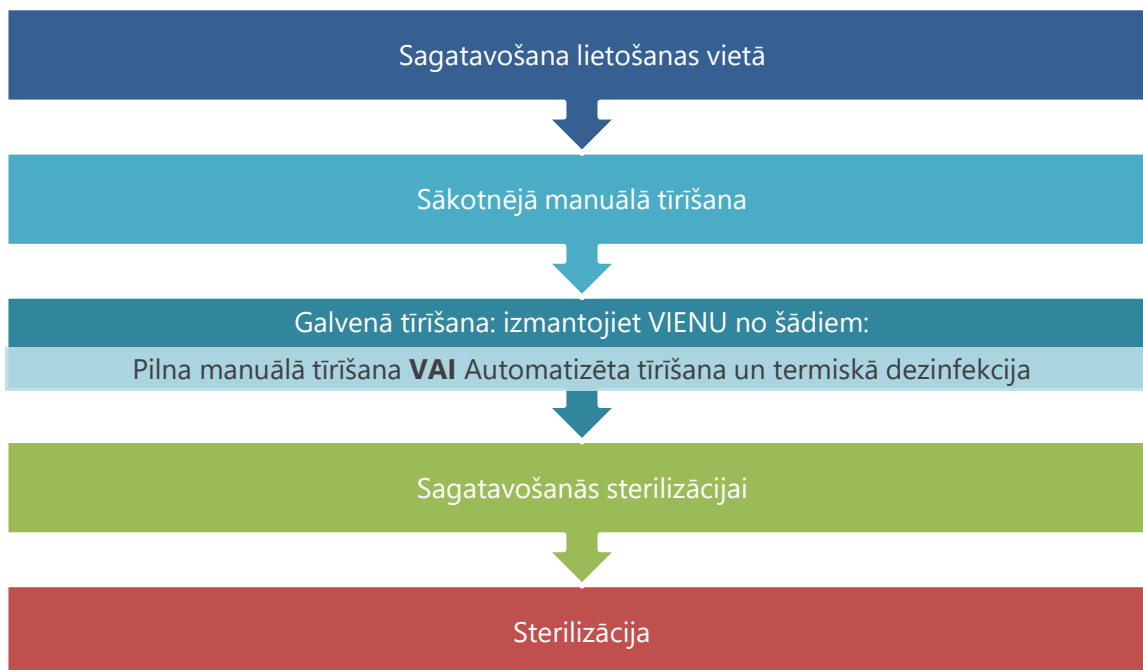 Sagatavošana lietošanas vietā
Sākotnējā manuālā tīrīšana
Galvenā tīrīšana: izmantojiet VIENU no šādiem:
Pilna manuālā tīrīšana VAI Automatizēta tīrīšana un termiskā dezinfekcija
Sagatavošanās sterilizācijai
Sterilizācija